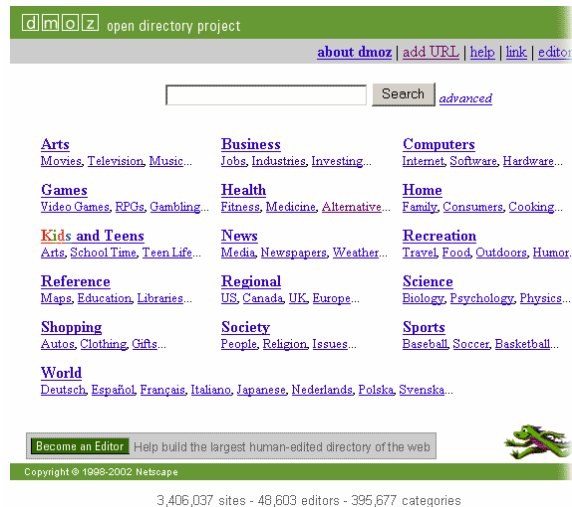 dmoz open directory project
about dmoz | add URL | help | link | editor
Search advanced
Arts Business Computers
Movies, Television, Music... Jobs, Industries, Investing... Internet, Software, Hardware...
Games Health Home
Video Games, RPGs, Gambling... Fitness, Medicine, Alternative... Family, Consumers, Cooking...
Kids and Teens News Recreation
Arts, School Time, Teen Life... Media, Newspapers, Weather... Travel, Food, Outdoors, Humor.
Reference Regional Science
Maps, Education, Libraries... US, Canada, UK, Europe... Biology, Psychology, Physics...
Shopping Society Sports
Autos, Clothing, Gifts... People, Religion, Issues... Baseball, Soccer, Basketball...
World
Deutsch, Español, Français, Italiano, Japanese, Nederlands, Polska, Svenska...
Become an Editor Help build the largest human-edited directory of the web
Copyright © 1998-2002 Netscape
3,406,037 sites - 48,603 editors - 395,677 categories